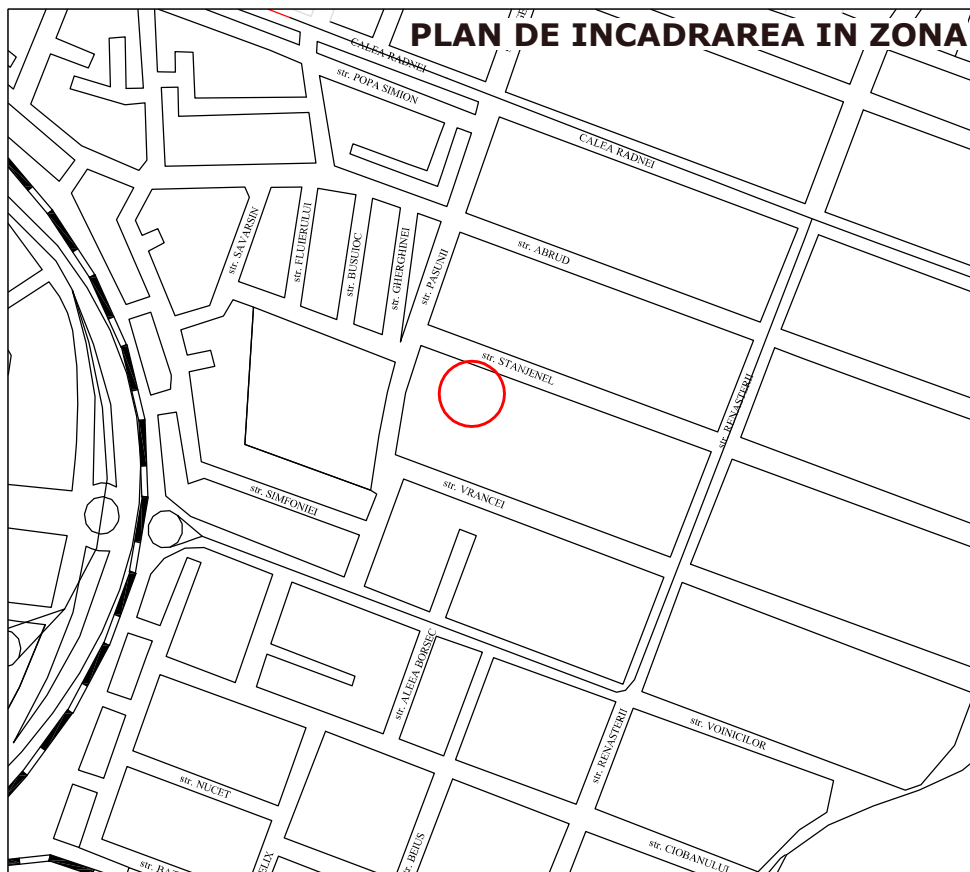 PLAN DE INCADRAREA IN ZONA
CALEA RADNEI
str. POPA SIMION
CALEA RADNEI
str. SAVARSIN
str. FLUIERULUI
str. BUSUIOC
str. GHERGHINEI
str. PASUNII
str. ABRUD
str. STANJENEL
str. RENASTERII
str. SIMFONIEI
str. VRANCEI
str. ALEEA BORSEC
str. RENASTERII
str. VOINICILOR
str. NUCET
str. BEIUS
str. CIOBANULUI